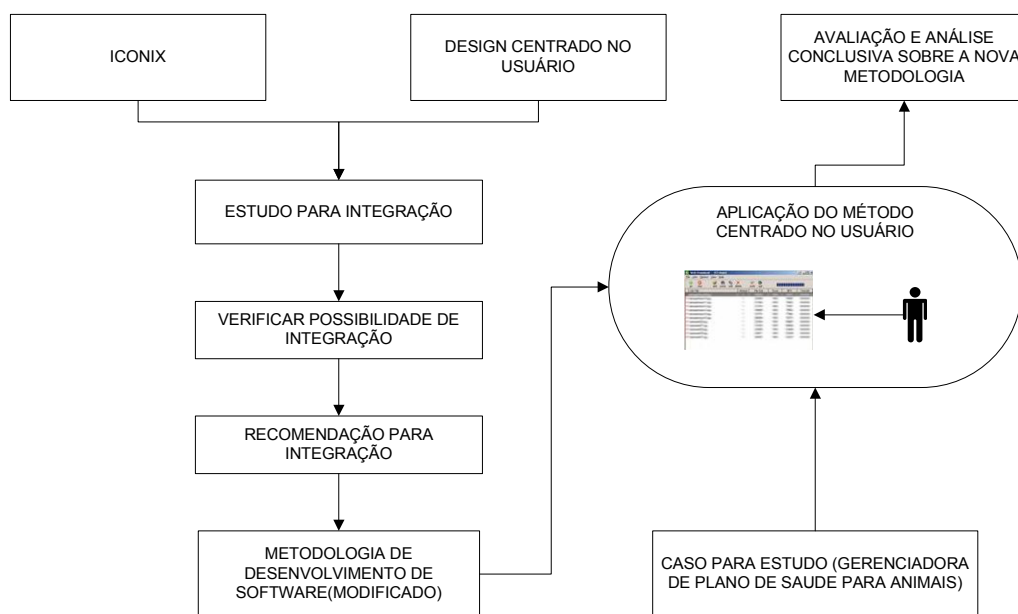 ICONIX
DESIGN CENTRADO NO
USUÁRIO
AVALIAÇÃO E ANÁLISE
CONCLUSIVA SOBRE A NOVA
METODOLOGIA
ESTUDO PARA INTEGRAÇÃO
VERIFICAR POSSIBILIDADE DE
INTEGRAÇÃO
RECOMENDAÇÃO PARA
INTEGRAÇÃO
METODOLOGIA DE
DESENVOLVIMENTO DE
SOFTWARE(MODIFICADO)
APLICAÇÃO DO MÉTODO
CENTRADO NO USUÁRIO
CASO PARA ESTUDO (GERENCIADORA
DE PLANO DE SAUDE PARA ANIMAIS)